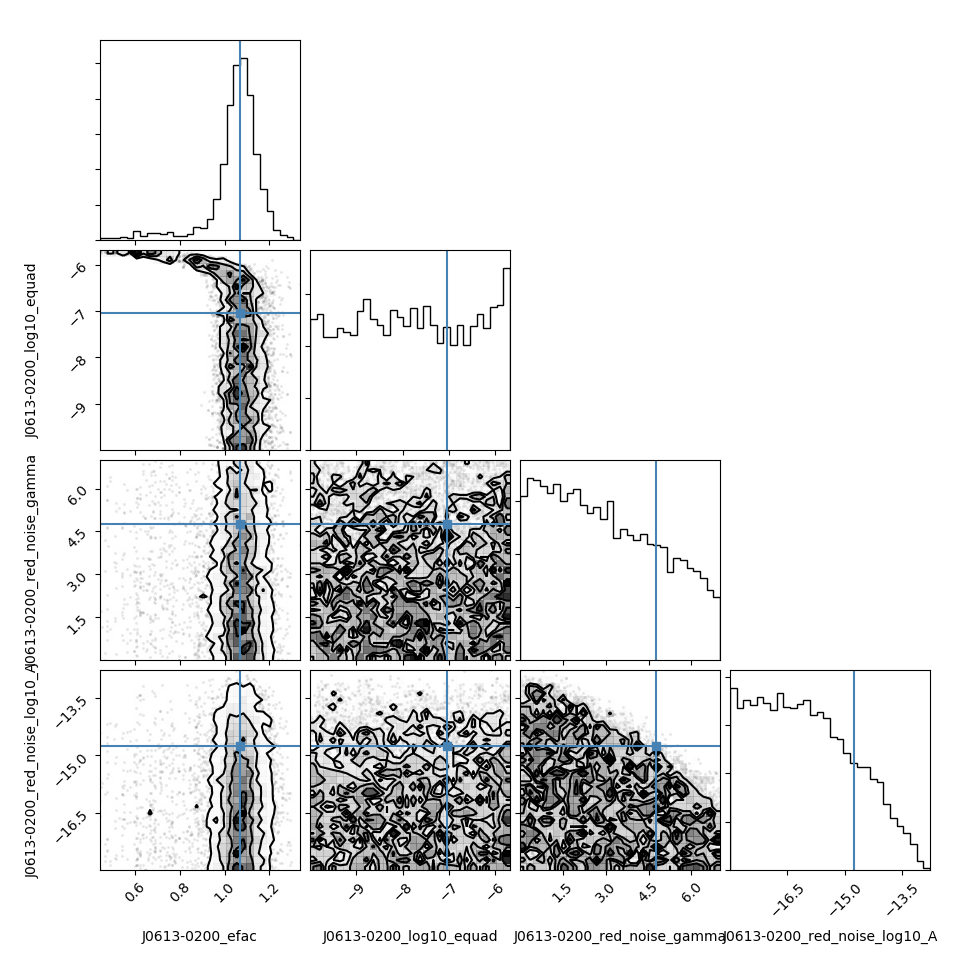 J0613-0200_log10_equad
−6
−7
−8
−9
J0613-0200_red_noise_gamma
6.0
4.5
3.0
1.5
J0613-0200_red_noise_log10_A
−13.5
−15.0
−16.5
0.6 0.8 1.0 1.2 −9 −8 −7 −6 1.5 3.0 4.5 6.0 −16.5 −15.0 −13.5
J0613-0200_efac J0613-0200_log10_equad J0613-0200_red_noise_gamma J0613-0200_red_noise_log10_A